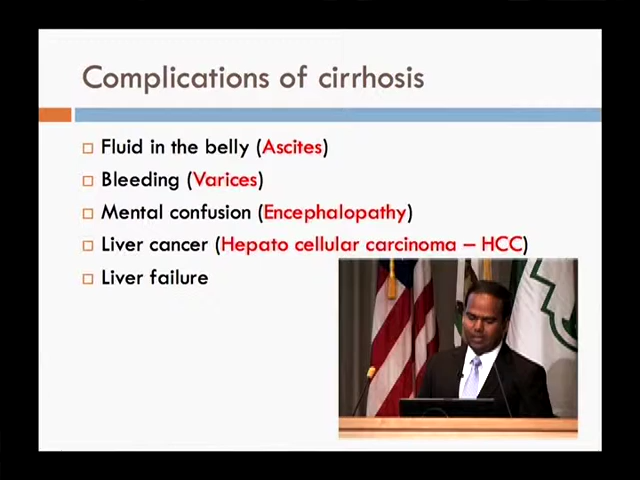 Complications of cirrhosis
Fluid in the belly (Ascites)
Bleeding (Varices)
Mental confusion (Encephalopathy)
Liver cancer (Hepato cellular carcinoma – HCC)
Liver failure